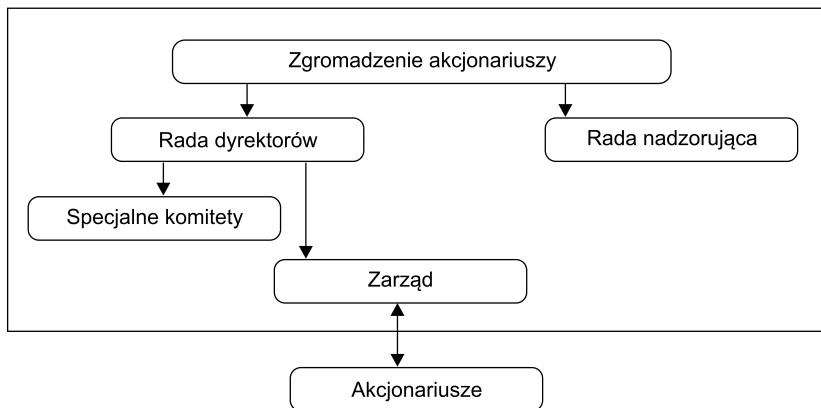 Zgromadzenie akcjonariuszy
Rada dyrektorów
Rada nadzorująca
Specjalne komitety
Zarząd
Akcjonariusze